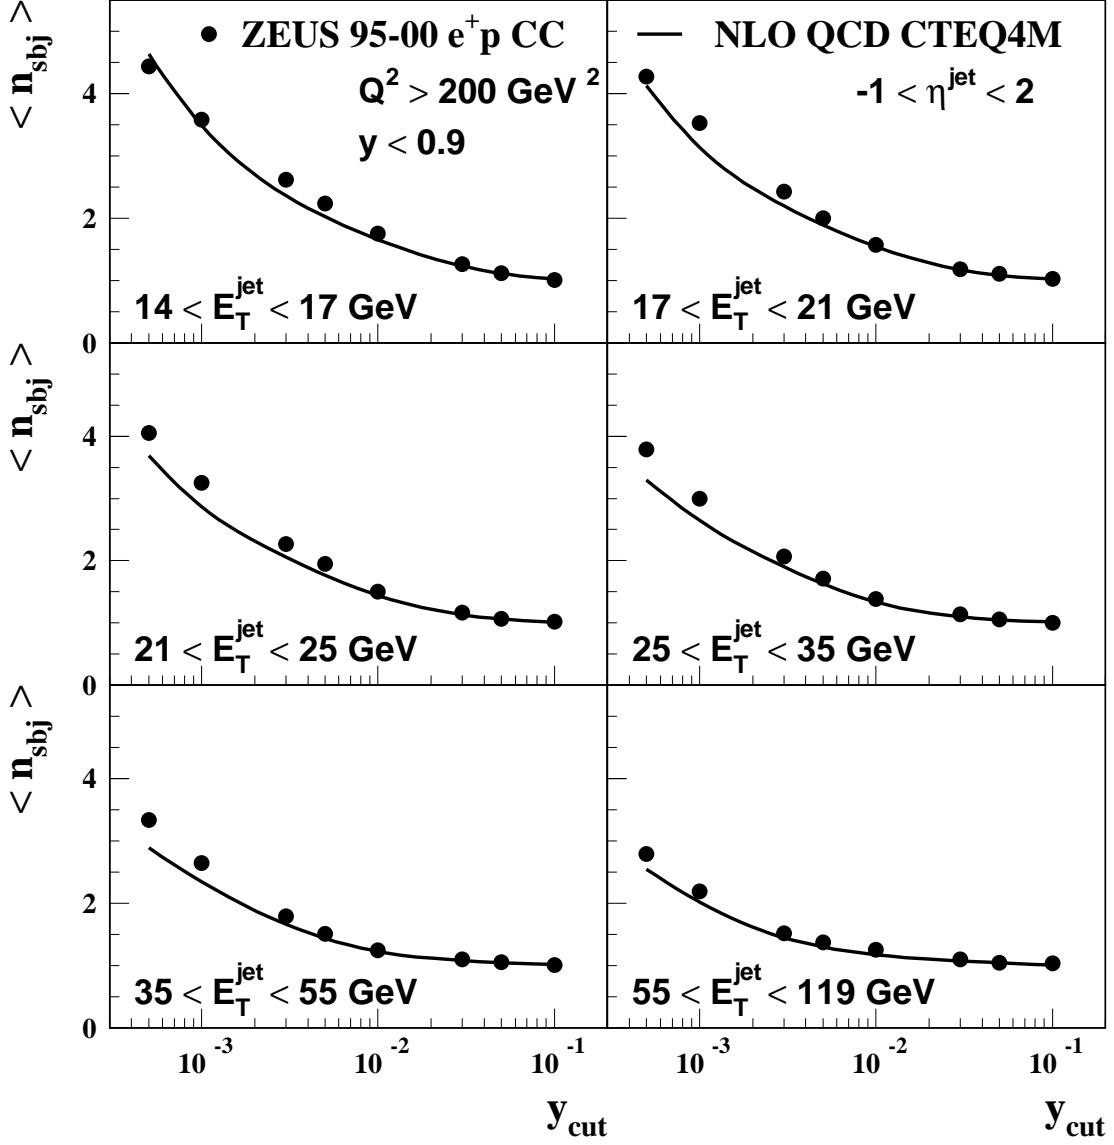 ● ZEUS 95-00 e⁺p CC
— NLO QCD CTEQ4M
Q² > 200 GeV ²
y < 0.9
-1 < η^jet < 2
< n_sbj >
4
2
0
14 < E_T^jet < 17 GeV
17 < E_T^jet < 21 GeV
< n_sbj >
4
2
0
21 < E_T^jet < 25 GeV
25 < E_T^jet < 35 GeV
< n_sbj >
4
2
0
35 < E_T^jet < 55 GeV
55 < E_T^jet < 119 GeV
10⁻³ 10⁻² 10⁻¹
10⁻³ 10⁻² 10⁻¹
y_cut
y_cut